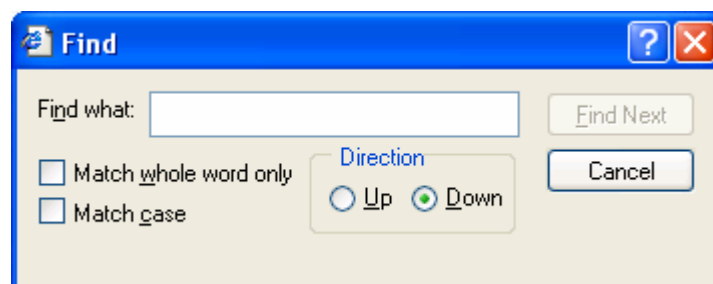 Find
Find what:
Find Next
Match whole word only
Direction
Cancel
Up
Down
Match case